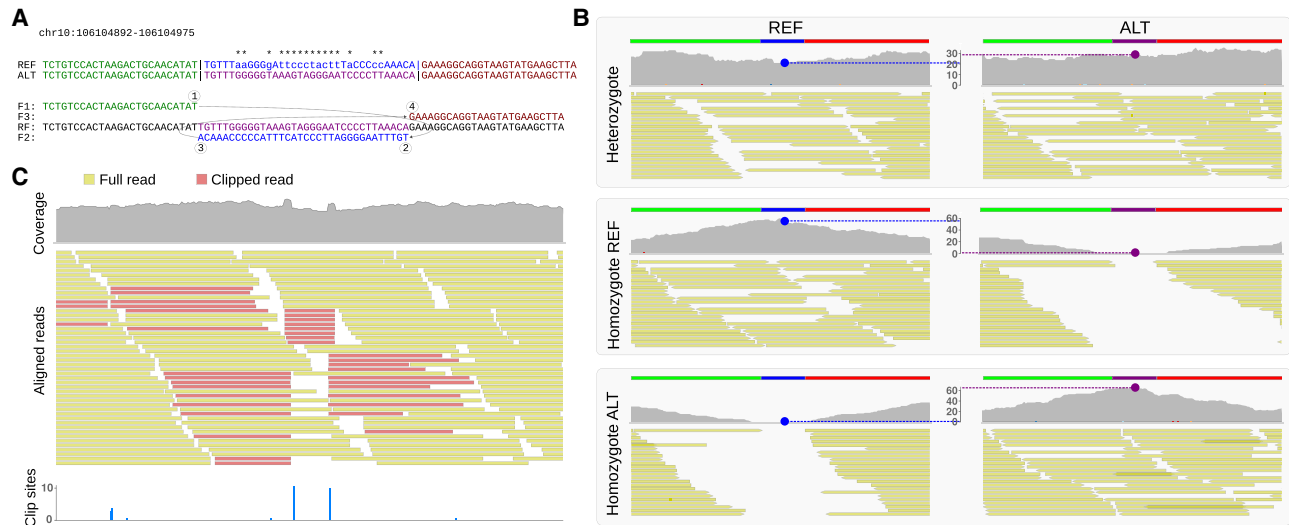 A
chr10:106104892-106104975
** * ********** * **
REF TCTGTCCACTAAGACTGCAACATAT|TGTTTaaGGGgAttccctactttTaCCCccAAACA|GAAAGGCAGGTAAGTATGAAGCTTA
ALT TCTGTCCACTAAGACTGCAACATAT|TGTTTGGGGGTAAAGTAGGGAATCCCCTTAAACA|GAAAGGCAGGTAAGTATGAAGCTTA
1 4
F1: TCTGTCCACTAAGACTGCAACATAT
F3: GAAAGGCAGGTAAGTATGAAGCTTA
RF: TCTGTCCACTAAGACTGCAACATATTGTTTGGGGGTAAAGTAGGGAATCCCCTTAAACAGAAAGGCAGGTAAGTATGAAGCTTA
F2: ACAAACCCCCATTTCATCCCTTAGGGGAATTTGT
3 2
B
REF ALT
Heterozygote
30
20
10
0
Homozygote REF
60
40
20
0
Homozygote ALT
60
40
20
0
C
Full read Clipped read
Coverage
Aligned reads
Clip sites
10
0